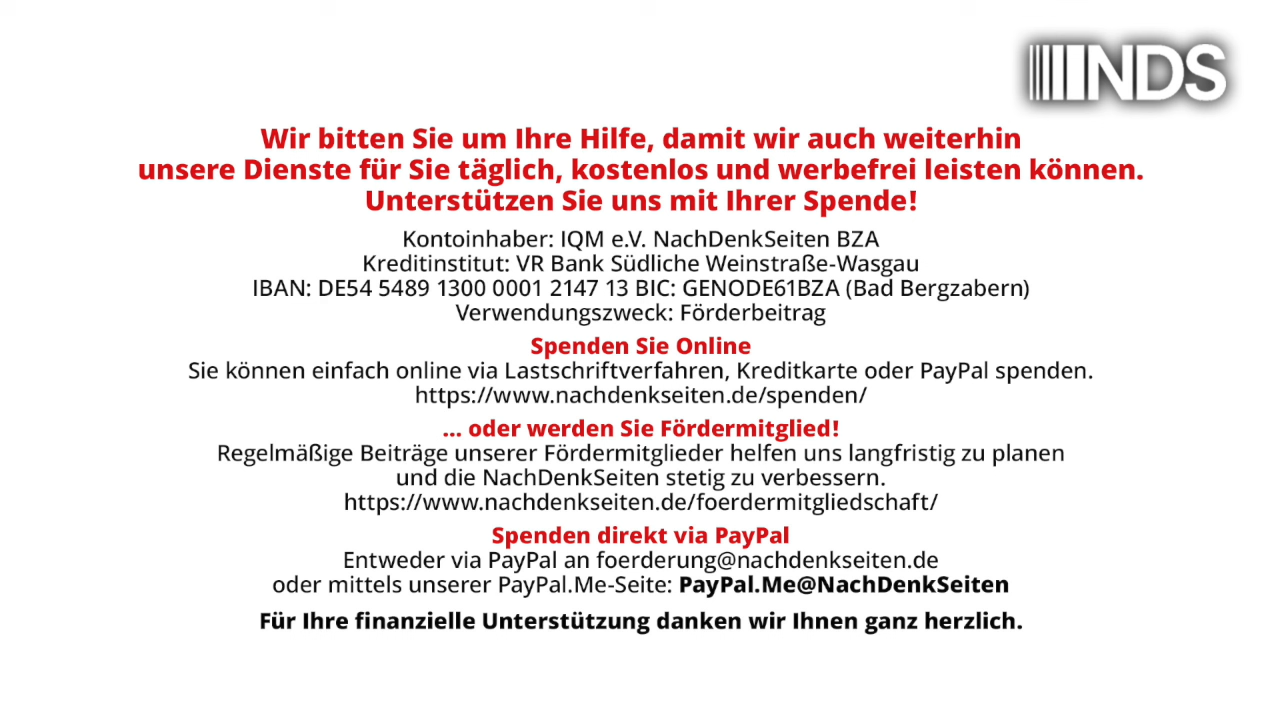 NDS
Wir bitten Sie um Ihre Hilfe, damit wir auch weiterhin
unsere Dienste für Sie täglich, kostenlos und werbefrei leisten können.
Unterstützen Sie uns mit Ihrer Spende!
Kontoinhaber: IQM e.V. NachDenkSeiten BZA
Kreditinstitut: VR Bank Südliche Weinstraße-Wasgau
IBAN: DE54 5489 1300 0001 2147 13 BIC: GENODE61BZA (Bad Bergzabern)
Verwendungszweck: Förderbeitrag
Spenden Sie Online
Sie können einfach online via Lastschriftverfahren, Kreditkarte oder PayPal spenden.
https://www.nachdenkseiten.de/spenden/
... oder werden Sie Fördermitglied!
Regelmäßige Beiträge unserer Fördermitglieder helfen uns langfristig zu planen
und die NachDenkSeiten stetig zu verbessern.
https://www.nachdenkseiten.de/foerdermitgliedschaft/
Spenden direkt via PayPal
Entweder via PayPal an foerderung@nachdenkseiten.de
oder mittels unserer PayPal.Me-Seite: PayPal.Me@NachDenkSeiten
Für Ihre finanzielle Unterstützung danken wir Ihnen ganz herzlich.